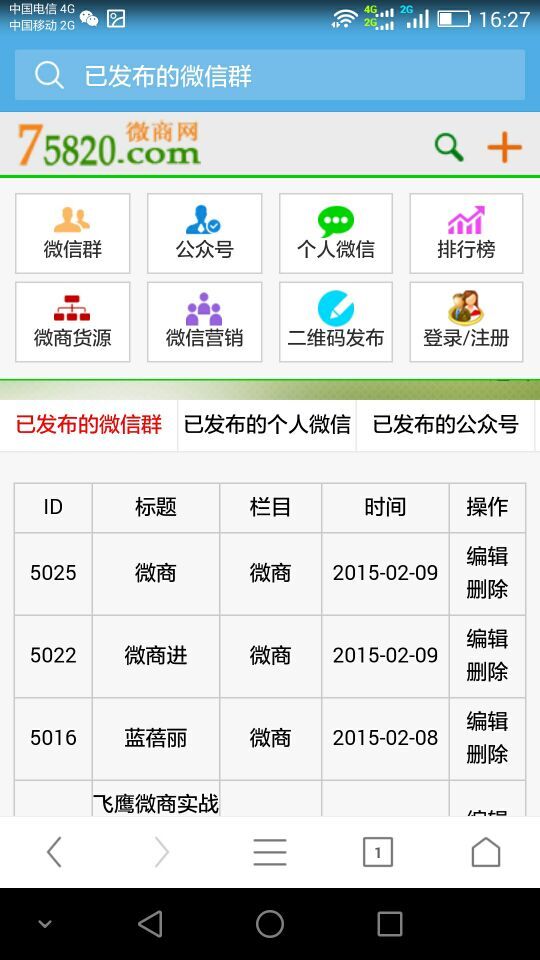 中国电信 4G
中国移动 2G
4G
2G
2G
16:27
已发布的微信群
75820.com
微商网
微信群
公众号
个人微信
排行榜
微商货源
微信营销
二维码发布
登录/注册
已发布的微信群
已发布的个人微信
已发布的公众号
ID 标题 栏目 时间 操作
5025 微商 微商 2015-02-09 编辑
删除
5022 微商进 微商 2015-02-09 编辑
删除
5016 蓝蓓丽 微商 2015-02-08 编辑
删除
飞鹰微商实战
编辑
1